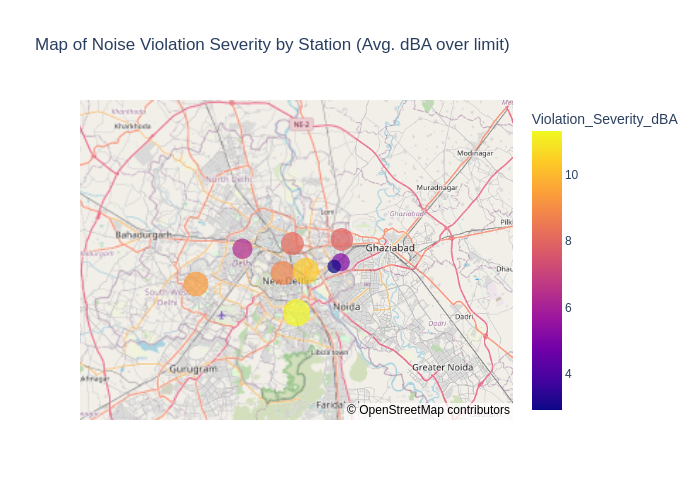 Map of Noise Violation Severity by Station (Avg. dBA over limit)
Violation_Severity_dBA
10
8
6
4
Kharkhoda
Kharkhoda
NE-2
Modinagar
North Delhi
Muradnagar
Loni
Ghaziabad
Bahadurgarh
Ghaziabad
Delhi
New Delhi
South West
Delhi
Noida
Dadri
Dadri
Gurugram
Greater Noida
© OpenStreetMap contributors